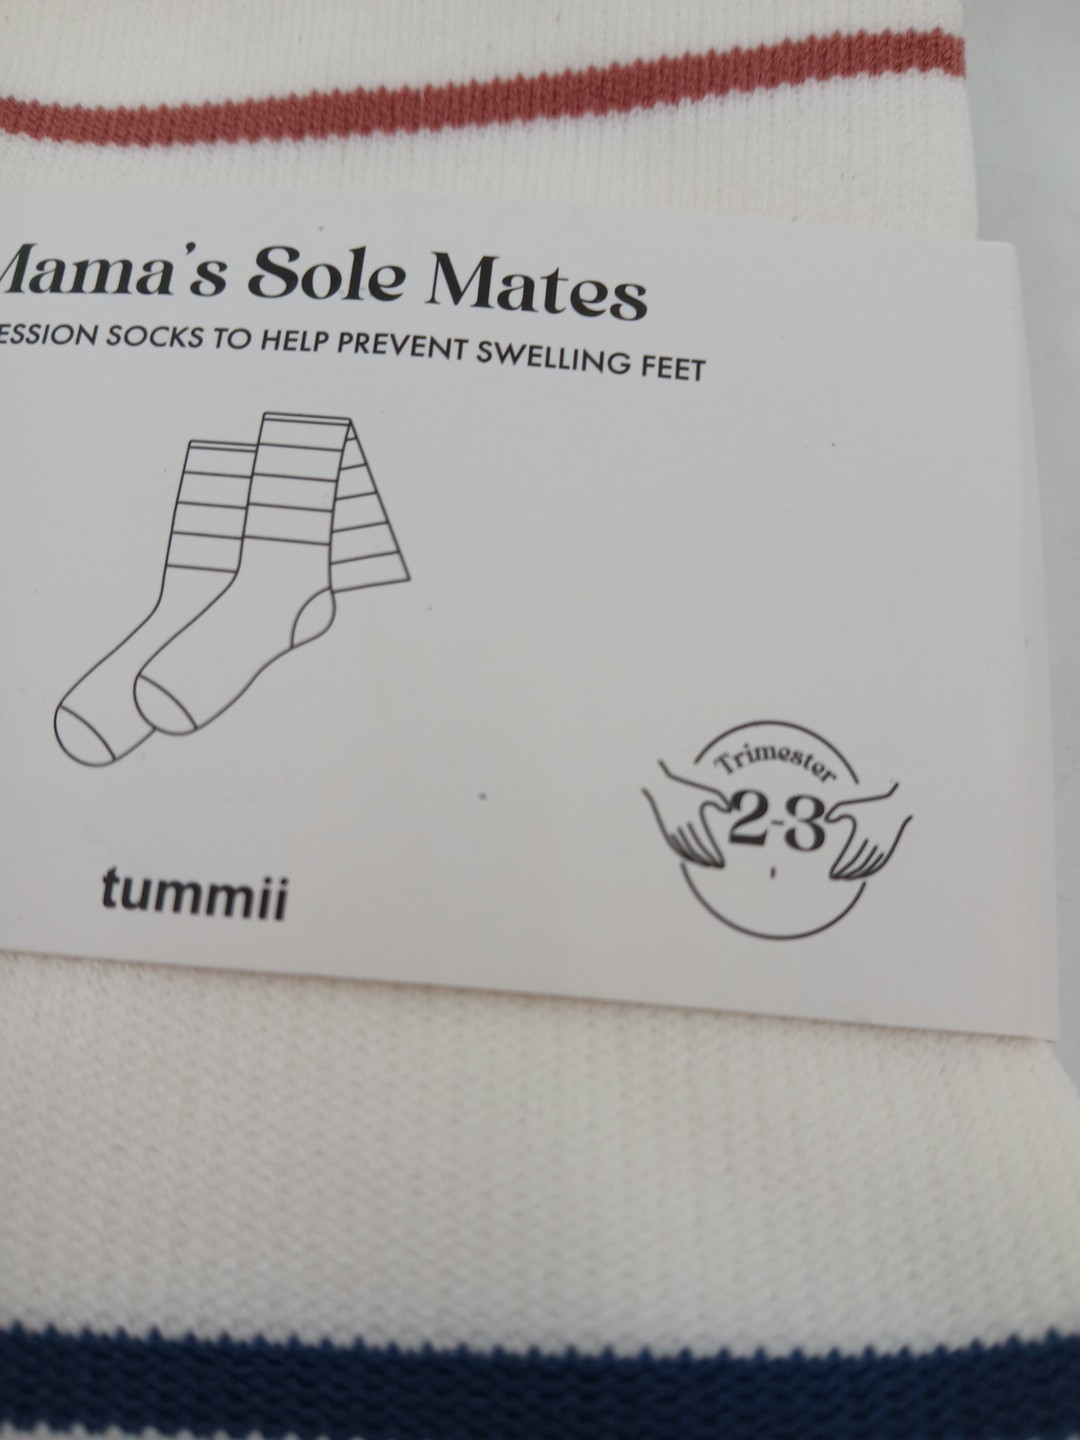 Mama's Sole Mates
ESSION SOCKS TO HELP PREVENT SWELLING FEET
Trimester
2-3
tummii